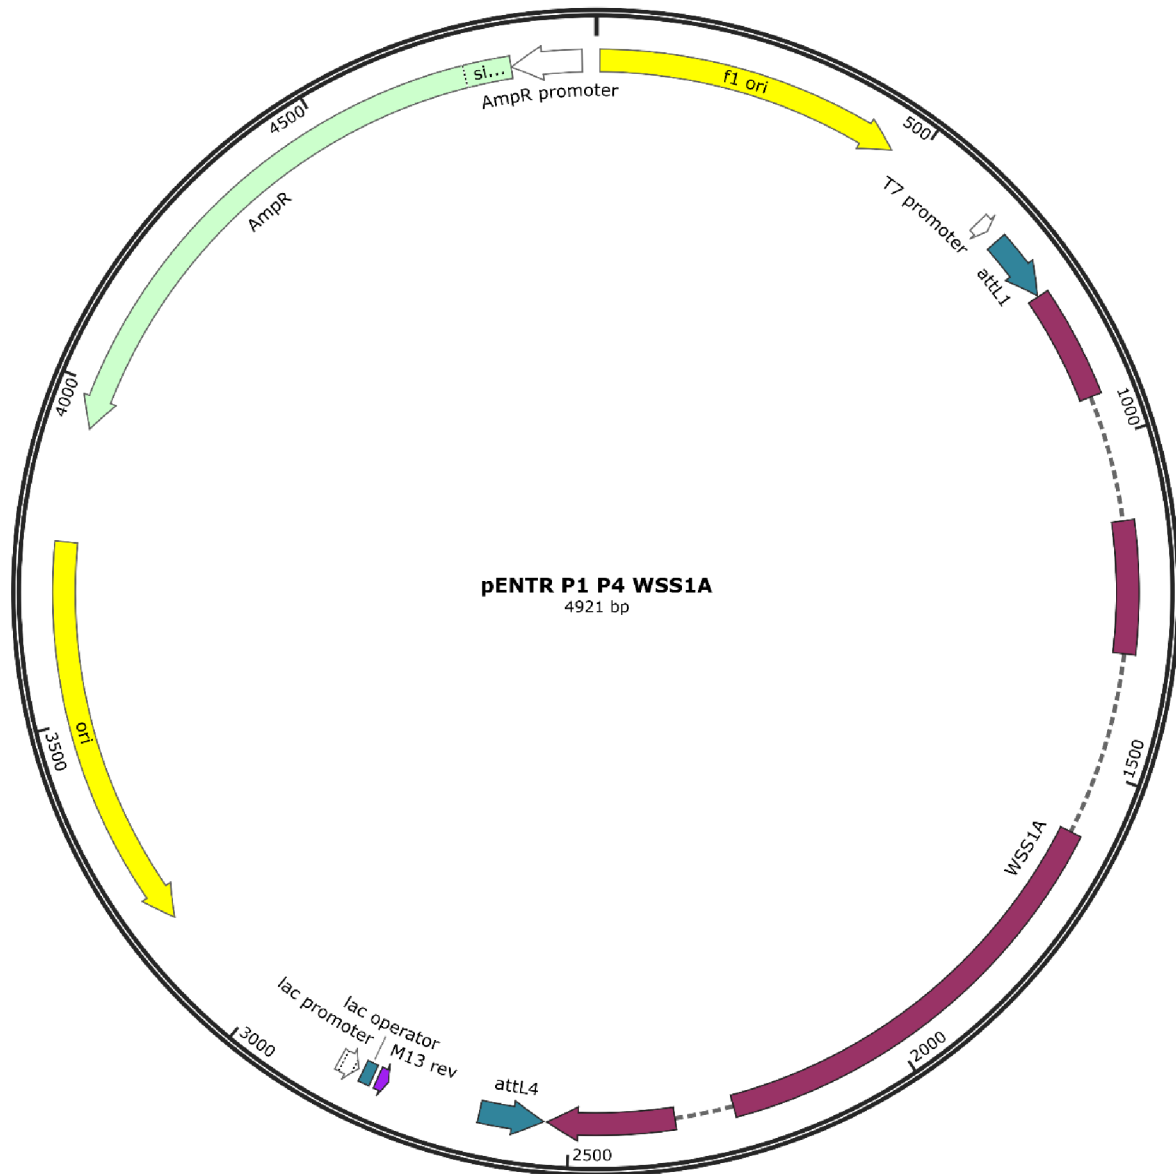 si...
AmpR promoter
f1 ori
4500
500
AmpR
T7 promoter
attL1
4000
1000
pENTR P1 P4 WSS1A
4921 bp
ori
3500
1500
WSS1A
lac promoter
lac operator
M13 rev
3000
2000
attL4
2500